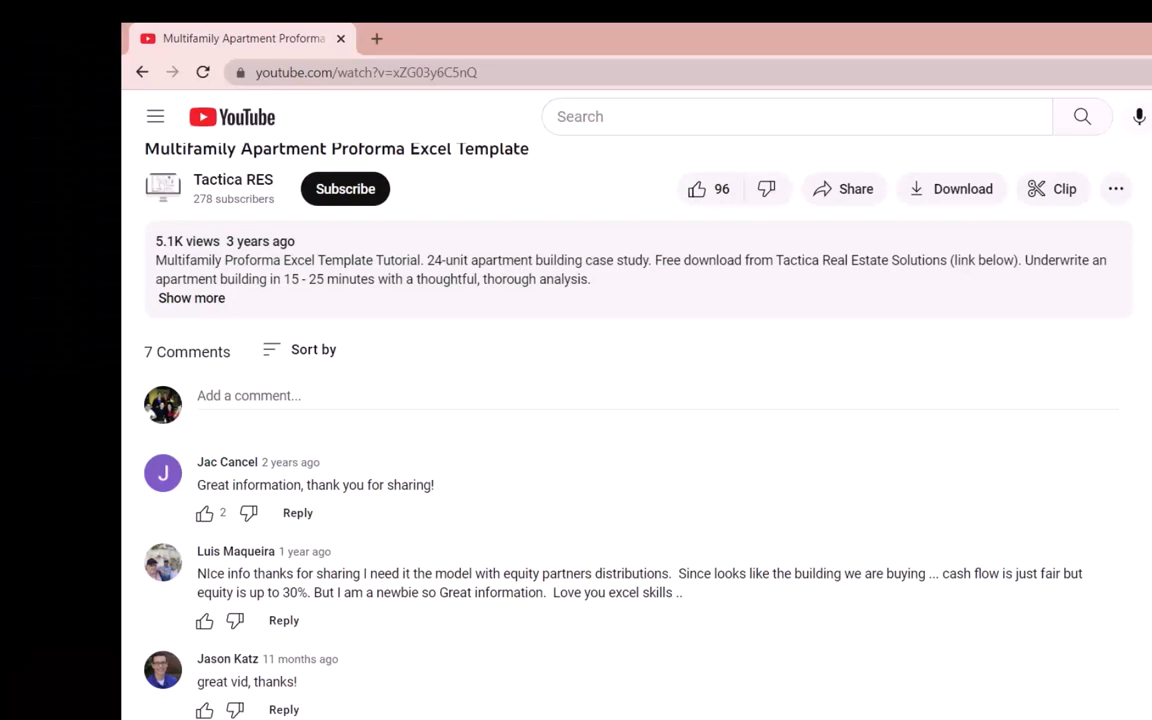 Multifamily Apartment Proforma
youtube.com/watch?v=xZG03y6C5nQ
YouTube
Search
Multifamily Apartment Proforma Excel Template
Tactica RES
278 subscribers
Subscribe
96
Share
Download
Clip
5.1K views 3 years ago
Multifamily Proforma Excel Template Tutorial. 24-unit apartment building case study. Free download from Tactica Real Estate Solutions (link below). Underwrite an
apartment building in 15 - 25 minutes with a thoughtful, thorough analysis.
Show more
7 Comments
Sort by
Add a comment...
J
Jac Cancel 2 years ago
Great information, thank you for sharing!
2
Reply
Luis Maqueira 1 year ago
NIce info thanks for sharing I need it the model with equity partners distributions. Since looks like the building we are buying ... cash flow is just fair but
equity is up to 30%. But I am a newbie so Great information. Love you excel skills ..
Reply
Jason Katz 11 months ago
great vid, thanks!
Reply